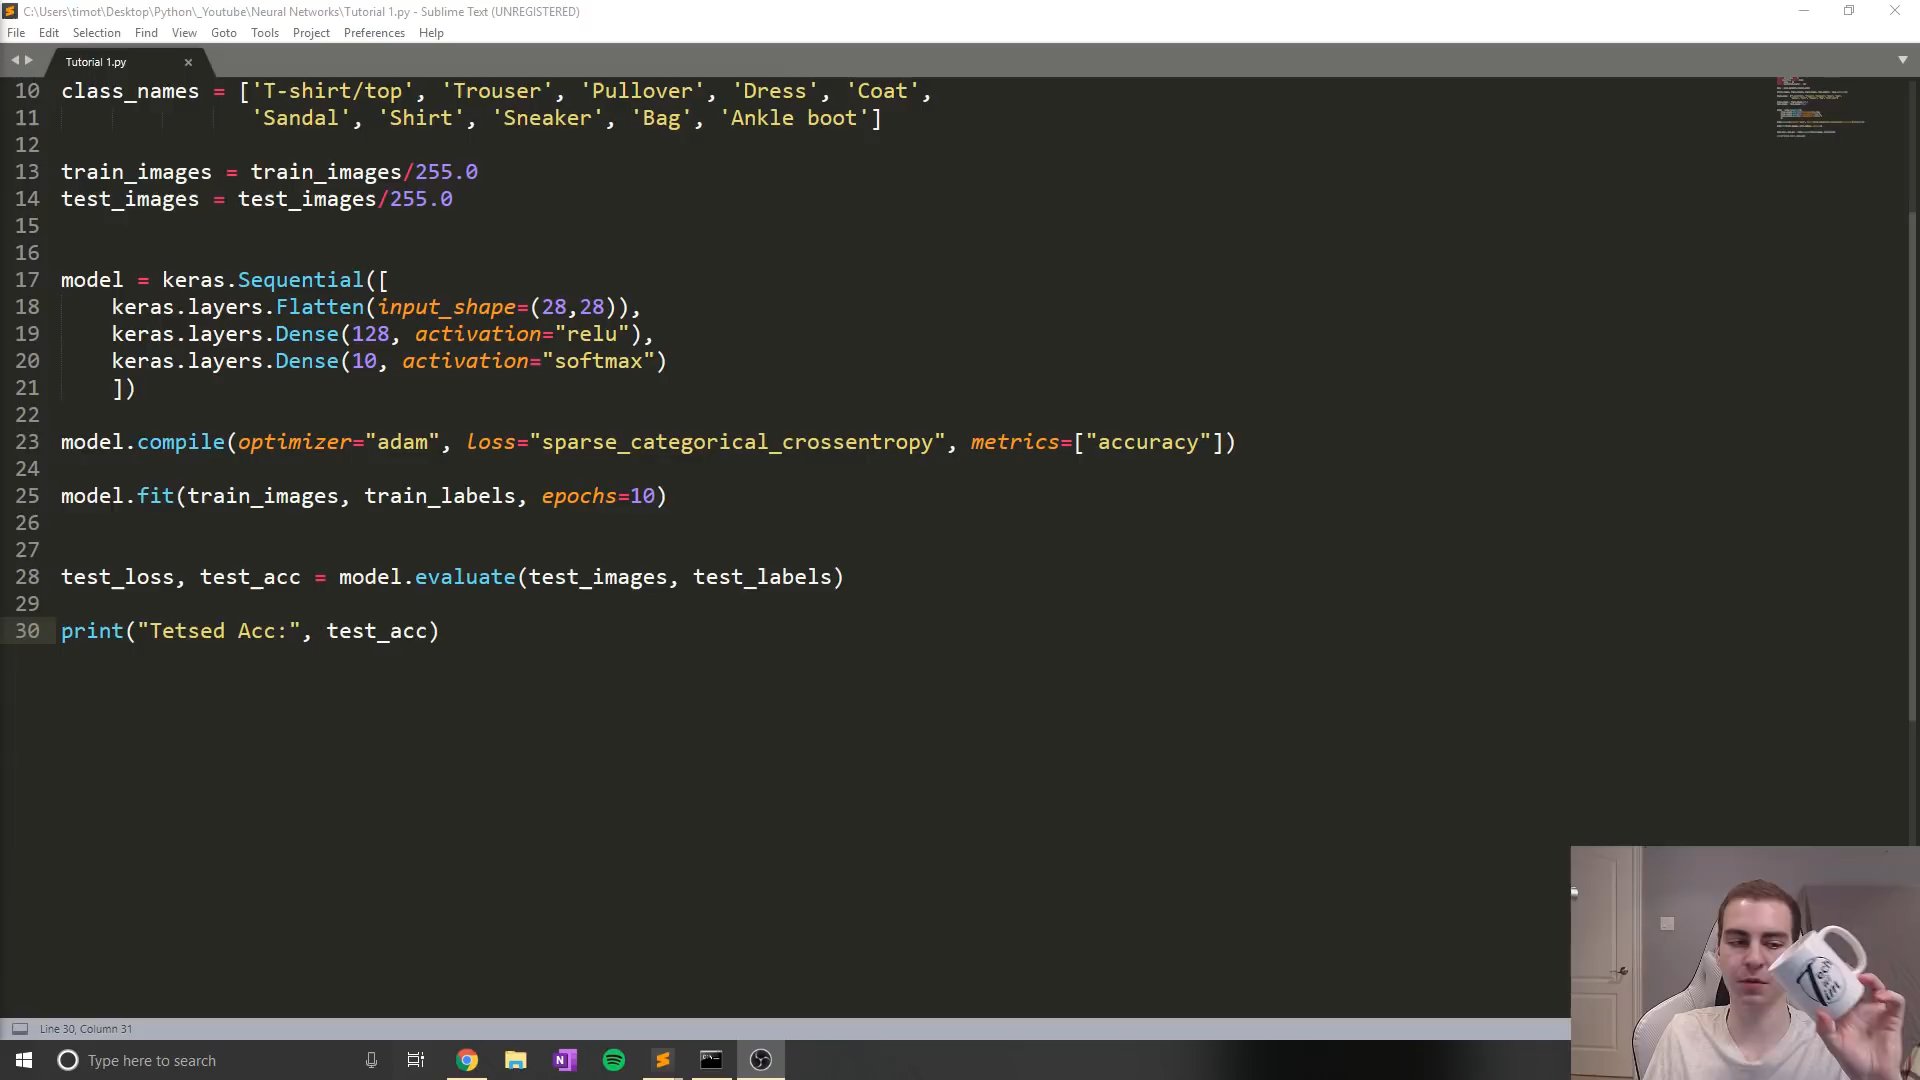 C:\Users\timot\Desktop\Python\_Youtube\Neural Networks\Tutorial 1.py - Sublime Text (UNREGISTERED)
File Edit Selection Find View Goto Tools Project Preferences Help
Tutorial 1.py
10 class_names = ['T-shirt/top', 'Trouser', 'Pullover', 'Dress', 'Coat',
11 'Sandal', 'Shirt', 'Sneaker', 'Bag', 'Ankle boot']
12
13 train_images = train_images/255.0
14 test_images = test_images/255.0
15
16
17 model = keras.Sequential([
18 keras.layers.Flatten(input_shape=(28,28)),
19 keras.layers.Dense(128, activation="relu"),
20 keras.layers.Dense(10, activation="softmax")
21 ])
22
23 model.compile(optimizer="adam", loss="sparse_categorical_crossentropy", metrics=["accuracy"])
24
25 model.fit(train_images, train_labels, epochs=10)
26
27
28 test_loss, test_acc = model.evaluate(test_images, test_labels)
29
30 print("Tetsed Acc:", test_acc)
Line 30, Column 31
Type here to search